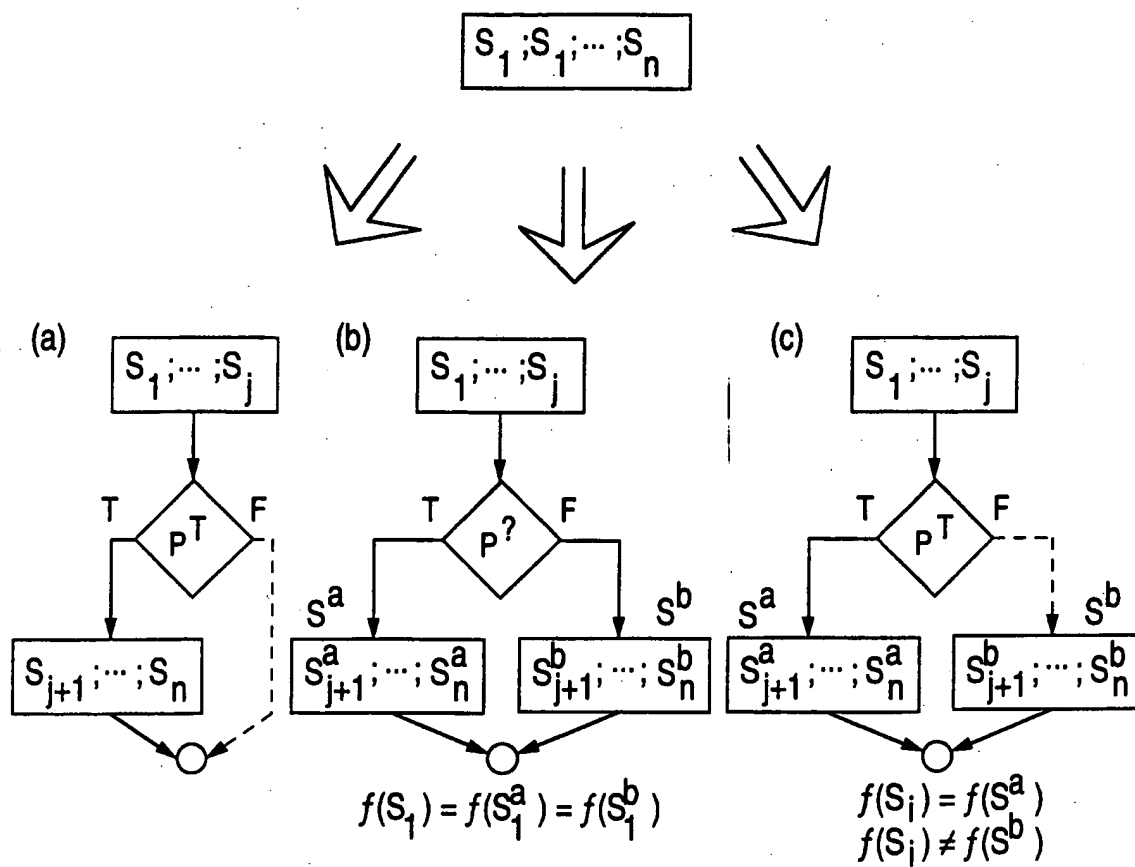 S₁;S₁;⋯;Sₙ
(a)
S₁;⋯;Sⱼ
T
Pᵀ
F
Sⱼ₊₁;⋯;Sₙ
(b)
S₁;⋯;Sⱼ
T
P?
F
Sᵃ
Sᵇ
Sᵃⱼ₊₁;⋯;Sᵃₙ
Sᵇⱼ₊₁;⋯;Sᵇₙ
f(S₁) = f(Sᵃ₁) = f(Sᵇ₁)
(c)
S₁;⋯;Sⱼ
T
Pᵀ
F
Sᵃ
Sᵇ
Sᵃⱼ₊₁;⋯;Sᵃₙ
Sᵇⱼ₊₁;⋯;Sᵇₙ
f(Sᵢ) = f(Sᵃ)
f(Sᵢ) ≠ f(Sᵇ)